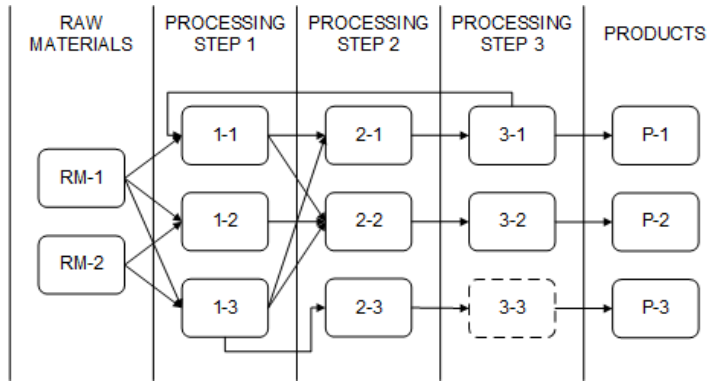 RAW
MATERIALS
PROCESSING
STEP 1
PROCESSING
STEP 2
PROCESSING
STEP 3
PRODUCTS
1-1
2-1
3-1
P-1
RM-1
1-2
2-2
3-2
P-2
RM-2
1-3
2-3
3-3
P-3